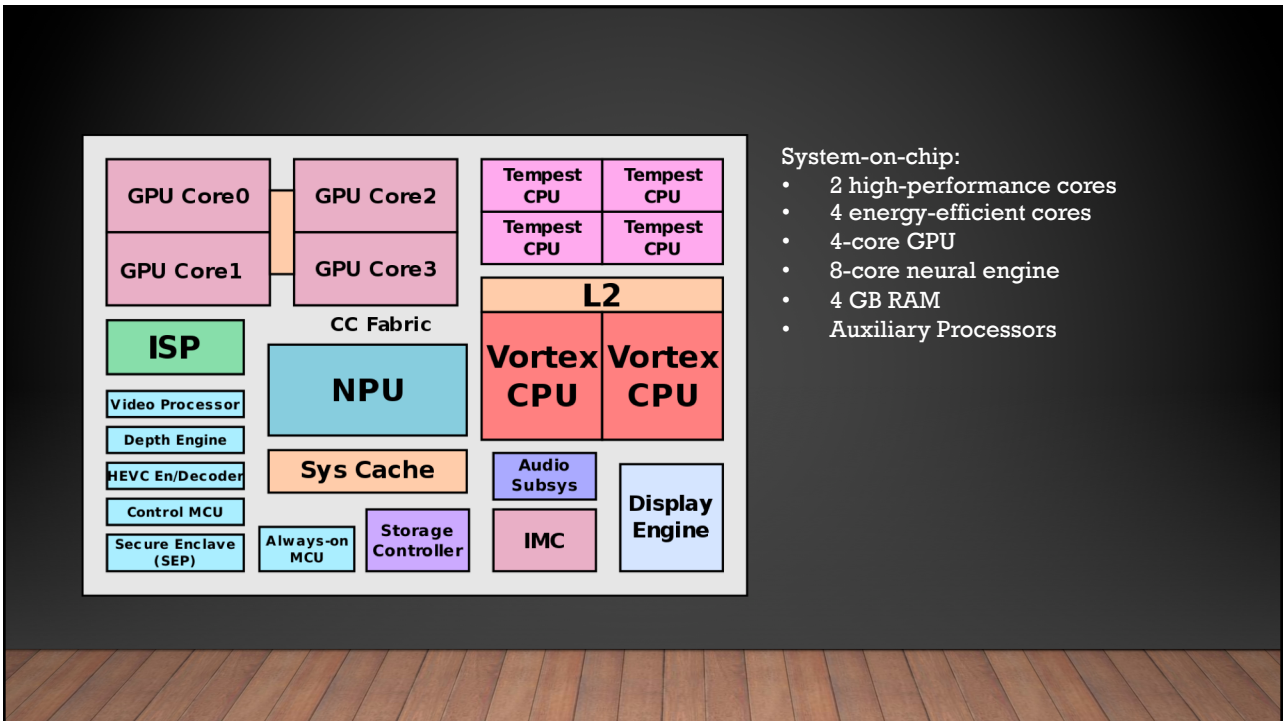 GPU Core0
GPU Core2
GPU Core1
GPU Core3
Tempest
CPU
Tempest
CPU
Tempest
CPU
Tempest
CPU
L2
Vortex
CPU
Vortex
CPU
CC Fabric
ISP
NPU
Video Processor
Depth Engine
HEVC En/Decoder
Control MCU
Secure Enclave
(SEP)
Sys Cache
Always-on
MCU
Storage
Controller
Audio
Subsys
IMC
Display
Engine
System-on-chip:
• 2 high-performance cores
• 4 energy-efficient cores
• 4-core GPU
• 8-core neural engine
• 4 GB RAM
• Auxiliary Processors